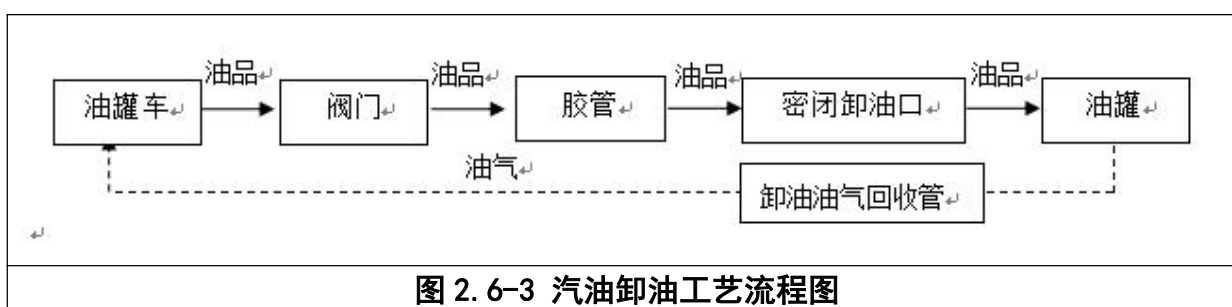 油品 油品 油品 油品
油罐车 阀门 胶管 密闭卸油口 油罐
油气
卸油油气回收管
图 2.6-3 汽油卸油工艺流程图